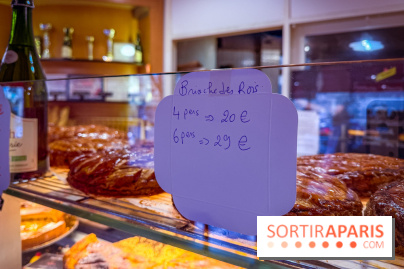 Brioche des Rois
4 pers => 20 €
6 pers => 29 €
SORTIRAPARIS
.COM